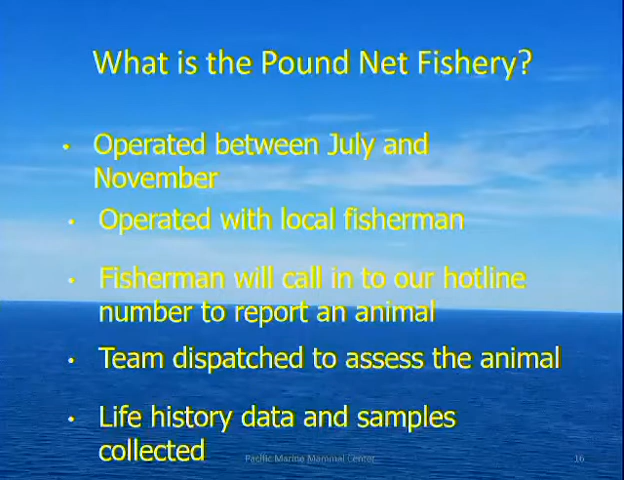 What is the Pound Net Fishery?
• Operated between July and
November
• Operated with local fisherman
• Fisherman will call in to our hotline
number to report an animal
• Team dispatched to assess the animal
• Life history data and samples
collected
Pacific Marine Mammal Center
16